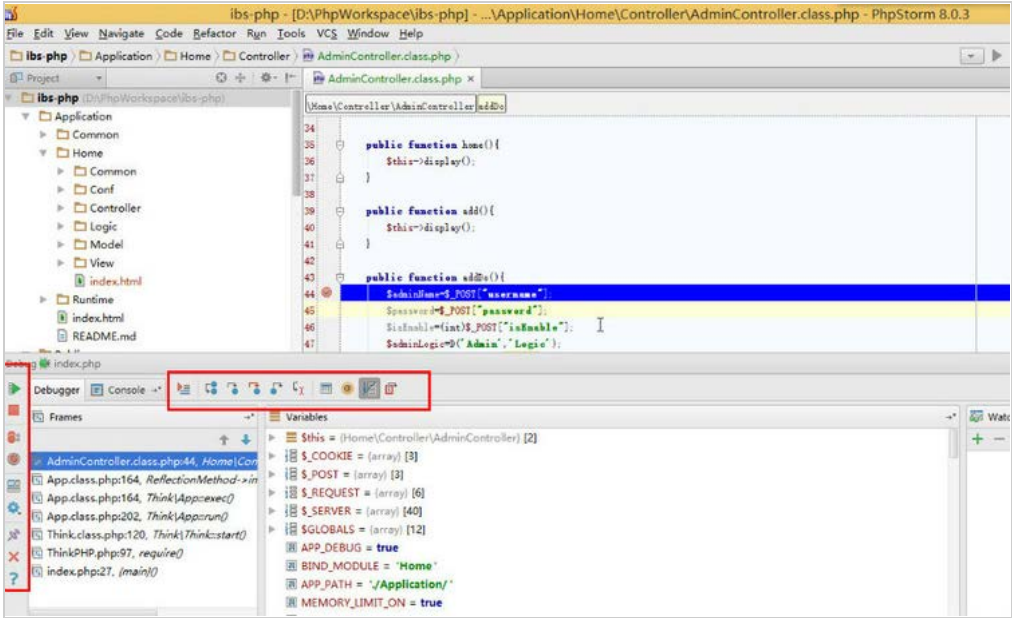 ibs-php - [D:\PhpWorkspace\ibs-php] - ...\Application\Home\Controller\AdminController.class.php - PhpStorm 8.0.3
File Edit View Navigate Code Refactor Run Tools VCS Window Help
ibs-php Application Home Controller AdminController.class.php
Project
AdminController.class.php ×
ibs-php (D:\PhpWorkspace\ibs-php)
\Home\Controller\AdminController addDo
Application
Common
Home
Common
Conf
Controller
Logic
Model
View
index.html
Runtime
index.html
README.md
34
35 public function home(){
36 $this->display();
37 }
38
39 public function add(){
40 $this->display();
41 }
42
43 public function addDo(){
44 $adminName=$_POST["username"];
45 $password=$_POST["password"];
46 $isEnable=(int)$_POST["isEnable"];
47 $adminLogic=D('Admin','Logic');
Debug index.php
Debugger Console
Frames
Variables
AdminController.class.php:44, Home\Con
App.class.php:164, ReflectionMethod->in
App.class.php:164, Think\App::exec()
App.class.php:202, Think\App::run()
Think.class.php:120, Think\Think::start()
ThinkPHP.php:97, require()
index.php:27, {main}()
$this = {Home\Controller\AdminController} [2]
$_COOKIE = {array} [3]
$_POST = {array} [3]
$_REQUEST = {array} [6]
$_SERVER = {array} [40]
$GLOBALS = {array} [12]
APP_DEBUG = true
BIND_MODULE = 'Home'
APP_PATH = './Application/'
MEMORY_LIMIT_ON = true